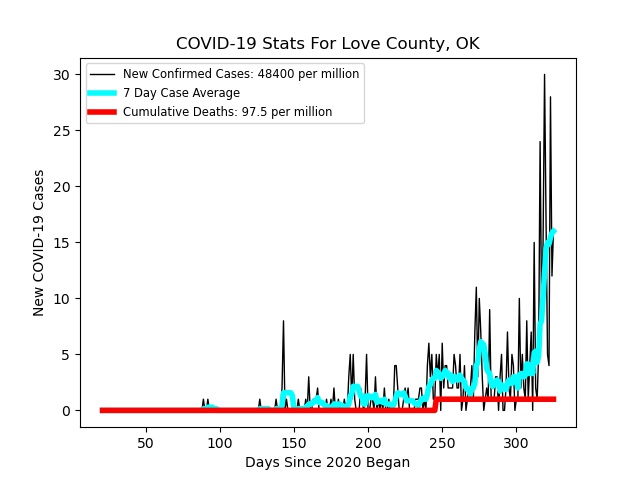 COVID-19 Stats For Love County, OK
New Confirmed Cases: 48400 per million
7 Day Case Average
Cumulative Deaths: 97.5 per million
30
25
20
15
10
5
0
New COVID-19 Cases
50 100 150 200 250 300
Days Since 2020 Began